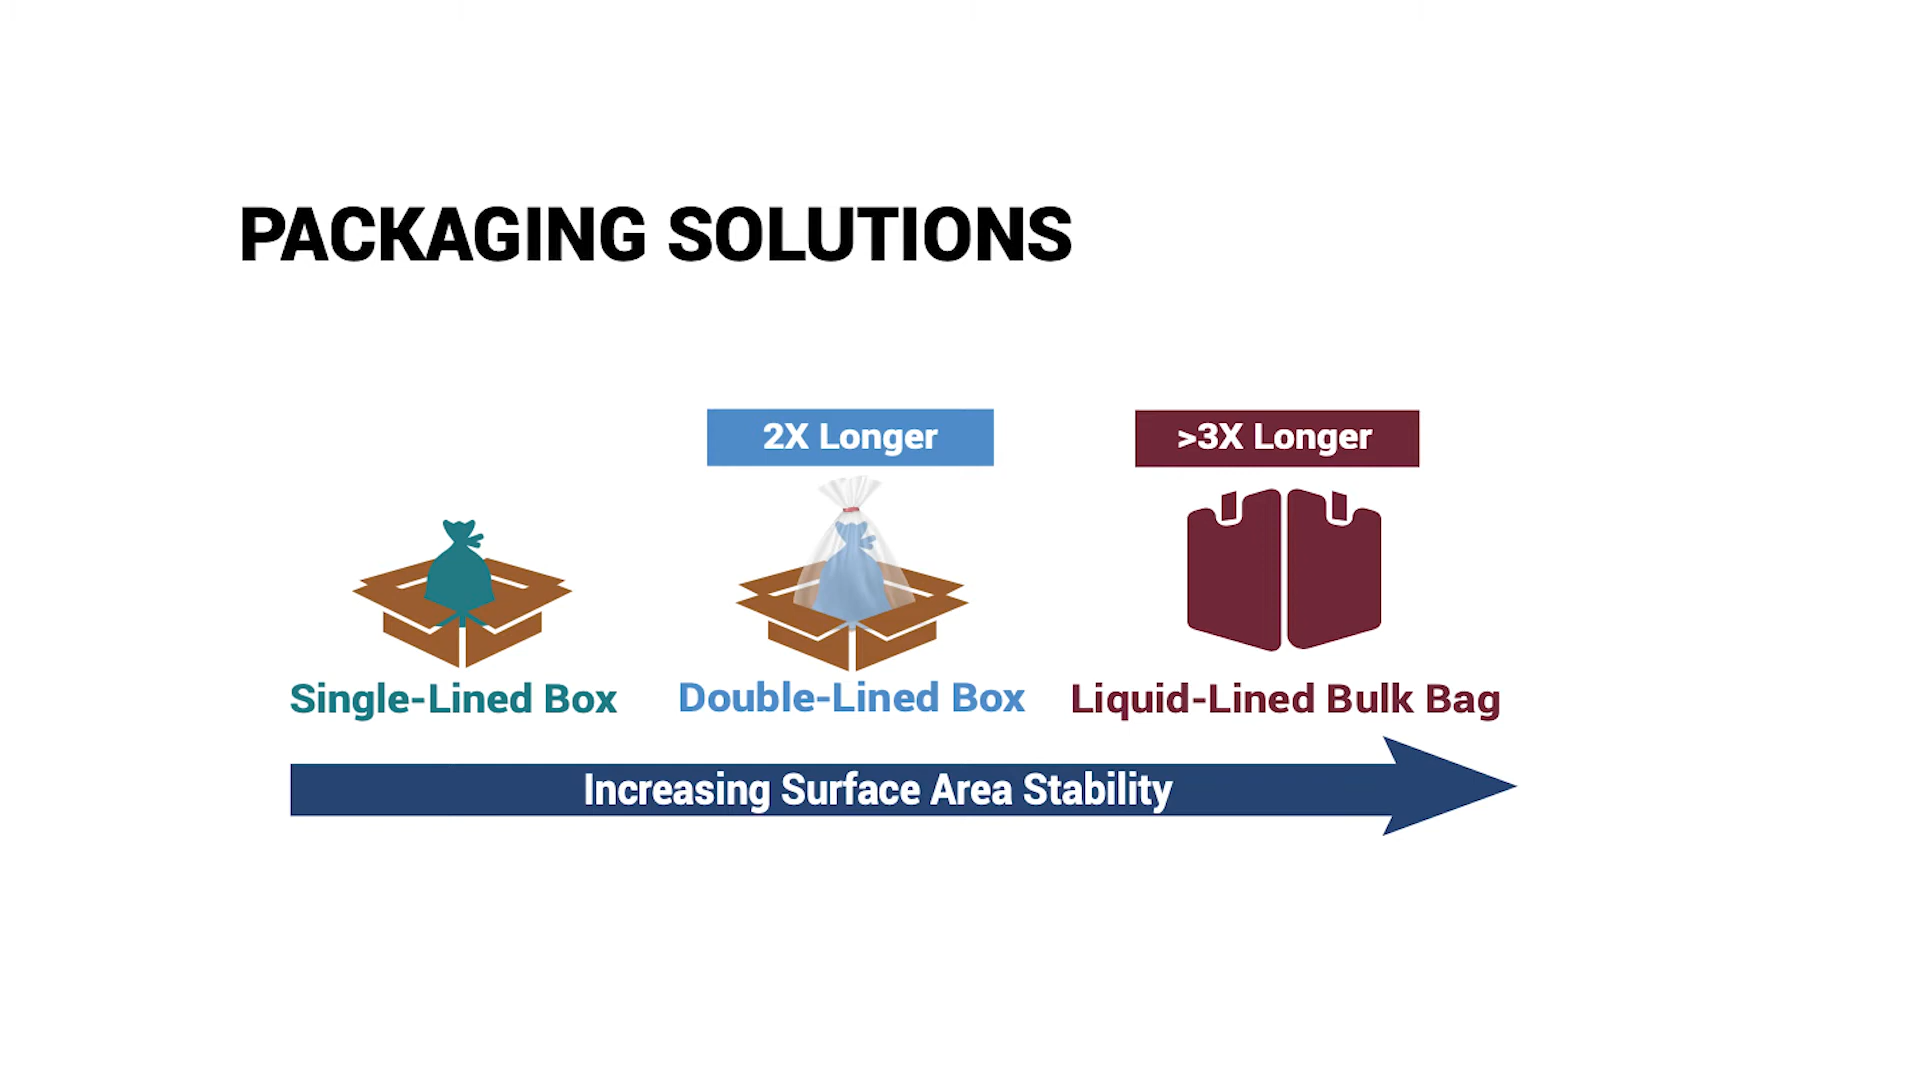 PACKAGING SOLUTIONS
2X Longer
>3X Longer
Single-Lined Box
Double-Lined Box
Liquid-Lined Bulk Bag
Increasing Surface Area Stability